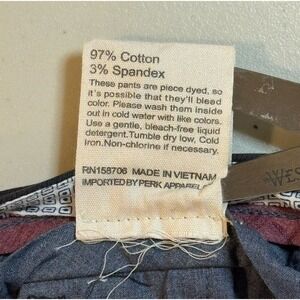 97% Cotton
3% Spandex
These pants are piece dyed, so
it's possible that they'll bleed
color. Please wash them inside
out in cold water with like colors.
Use a gentle, bleach-free liquid
detergent.Tumble dry low, Cold
Iron.Non-chlorine if necessary.
RN158706 MADE IN VIETNAM
IMPORTED BY PERK APPAREL
WES